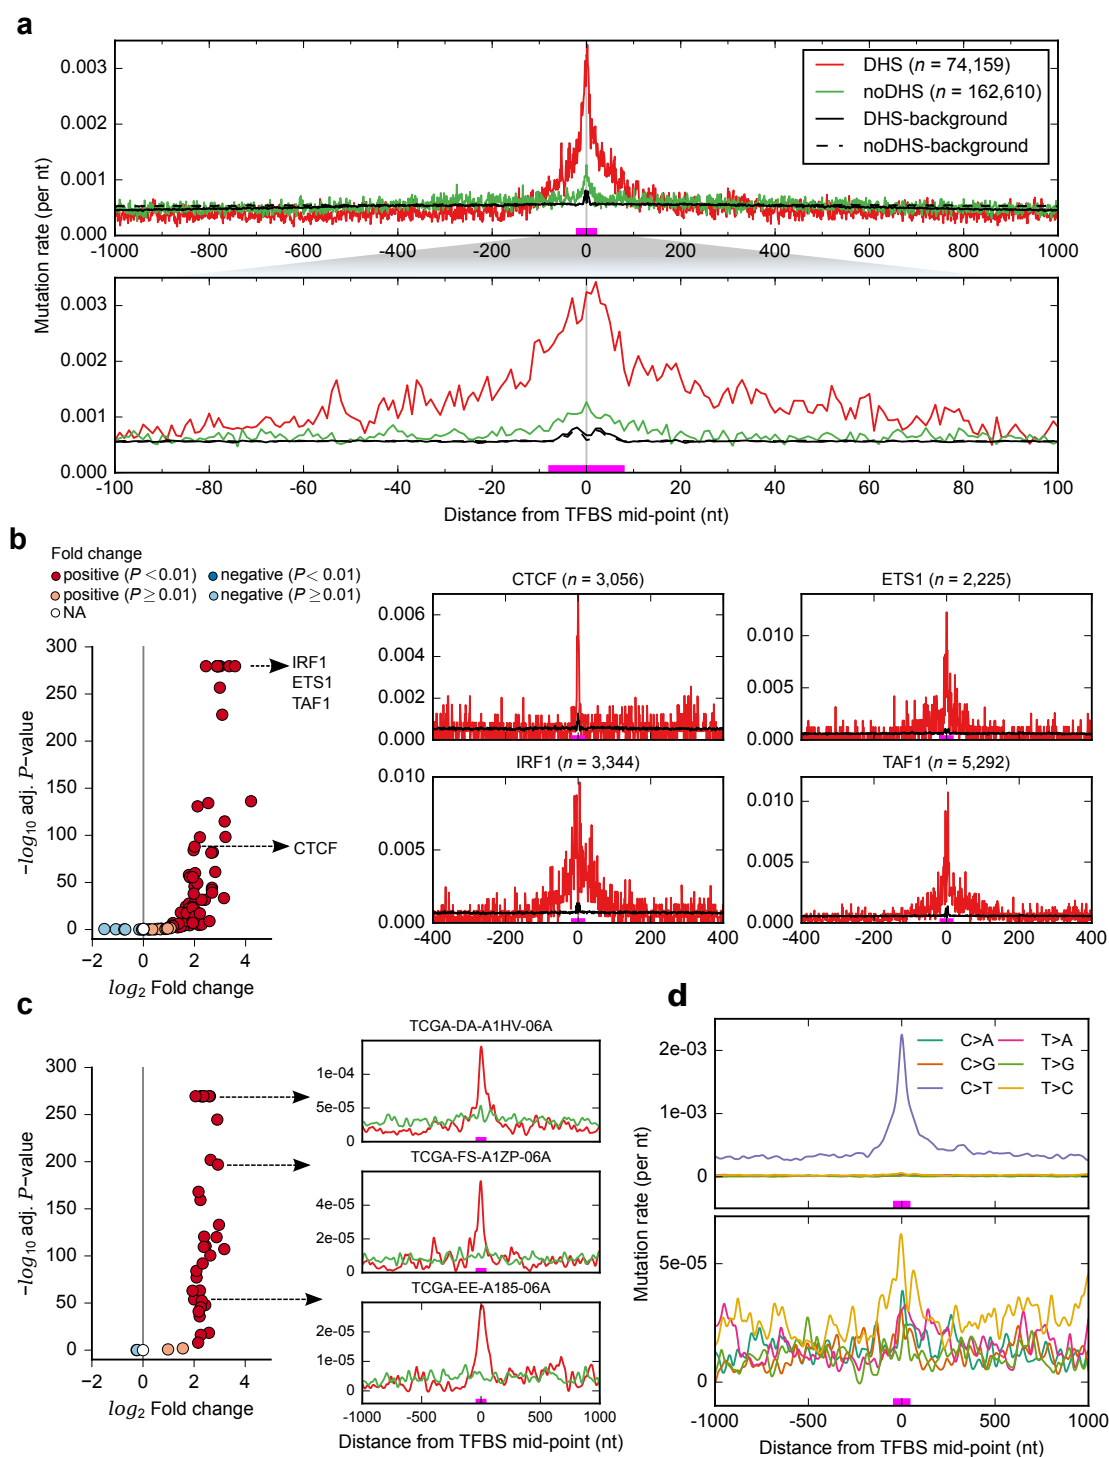 a
Mutation rate (per nt)
0.003
0.002
0.001
0.000
DHS (n = 74,159)
noDHS (n = 162,610)
DHS-background
noDHS-background
-1000 -800 -600 -400 -200 0 200 400 600 800 1000
0.003
0.002
0.001
0.000
-100 -80 -60 -40 -20 0 20 40 60 80 100
Distance from TFBS mid-point (nt)
b
Fold change
positive (P < 0.01) negative (P < 0.01)
positive (P ≥ 0.01) negative (P ≥ 0.01)
NA
300
250
200
150
100
50
0
−log10 adj. P−value
IRF1
ETS1
TAF1
CTCF
−2 0 2 4
log2 Fold change
CTCF (n = 3,056)
0.006
0.004
0.002
0.000
-400 -200 0 200 400
ETS1 (n = 2,225)
0.010
0.005
0.000
-400 -200 0 200 400
IRF1 (n = 3,344)
0.010
0.005
0.000
−400 −200 0 200 400
TAF1 (n = 5,292)
0.010
0.005
0.000
−400 −200 0 200 400
c
300
250
200
150
100
50
0
−log10 adj. P−value
−2 0 2 4
log2 Fold change
TCGA-DA-A1HV-06A
1e-04
5e-05
0
TCGA-FS-A1ZP-06A
4e-05
2e-05
0
TCGA-EE-A185-06A
2e-05
1e-05
0
-1000 -500 0 500 1000
Distance from TFBS mid-point (nt)
d
Mutation rate (per nt)
2e-03
1e-03
0
C>A T>A
C>G T>G
C>T T>C
5e-05
0
-1000 -500 0 500 1000
Distance from TFBS mid-point (nt)